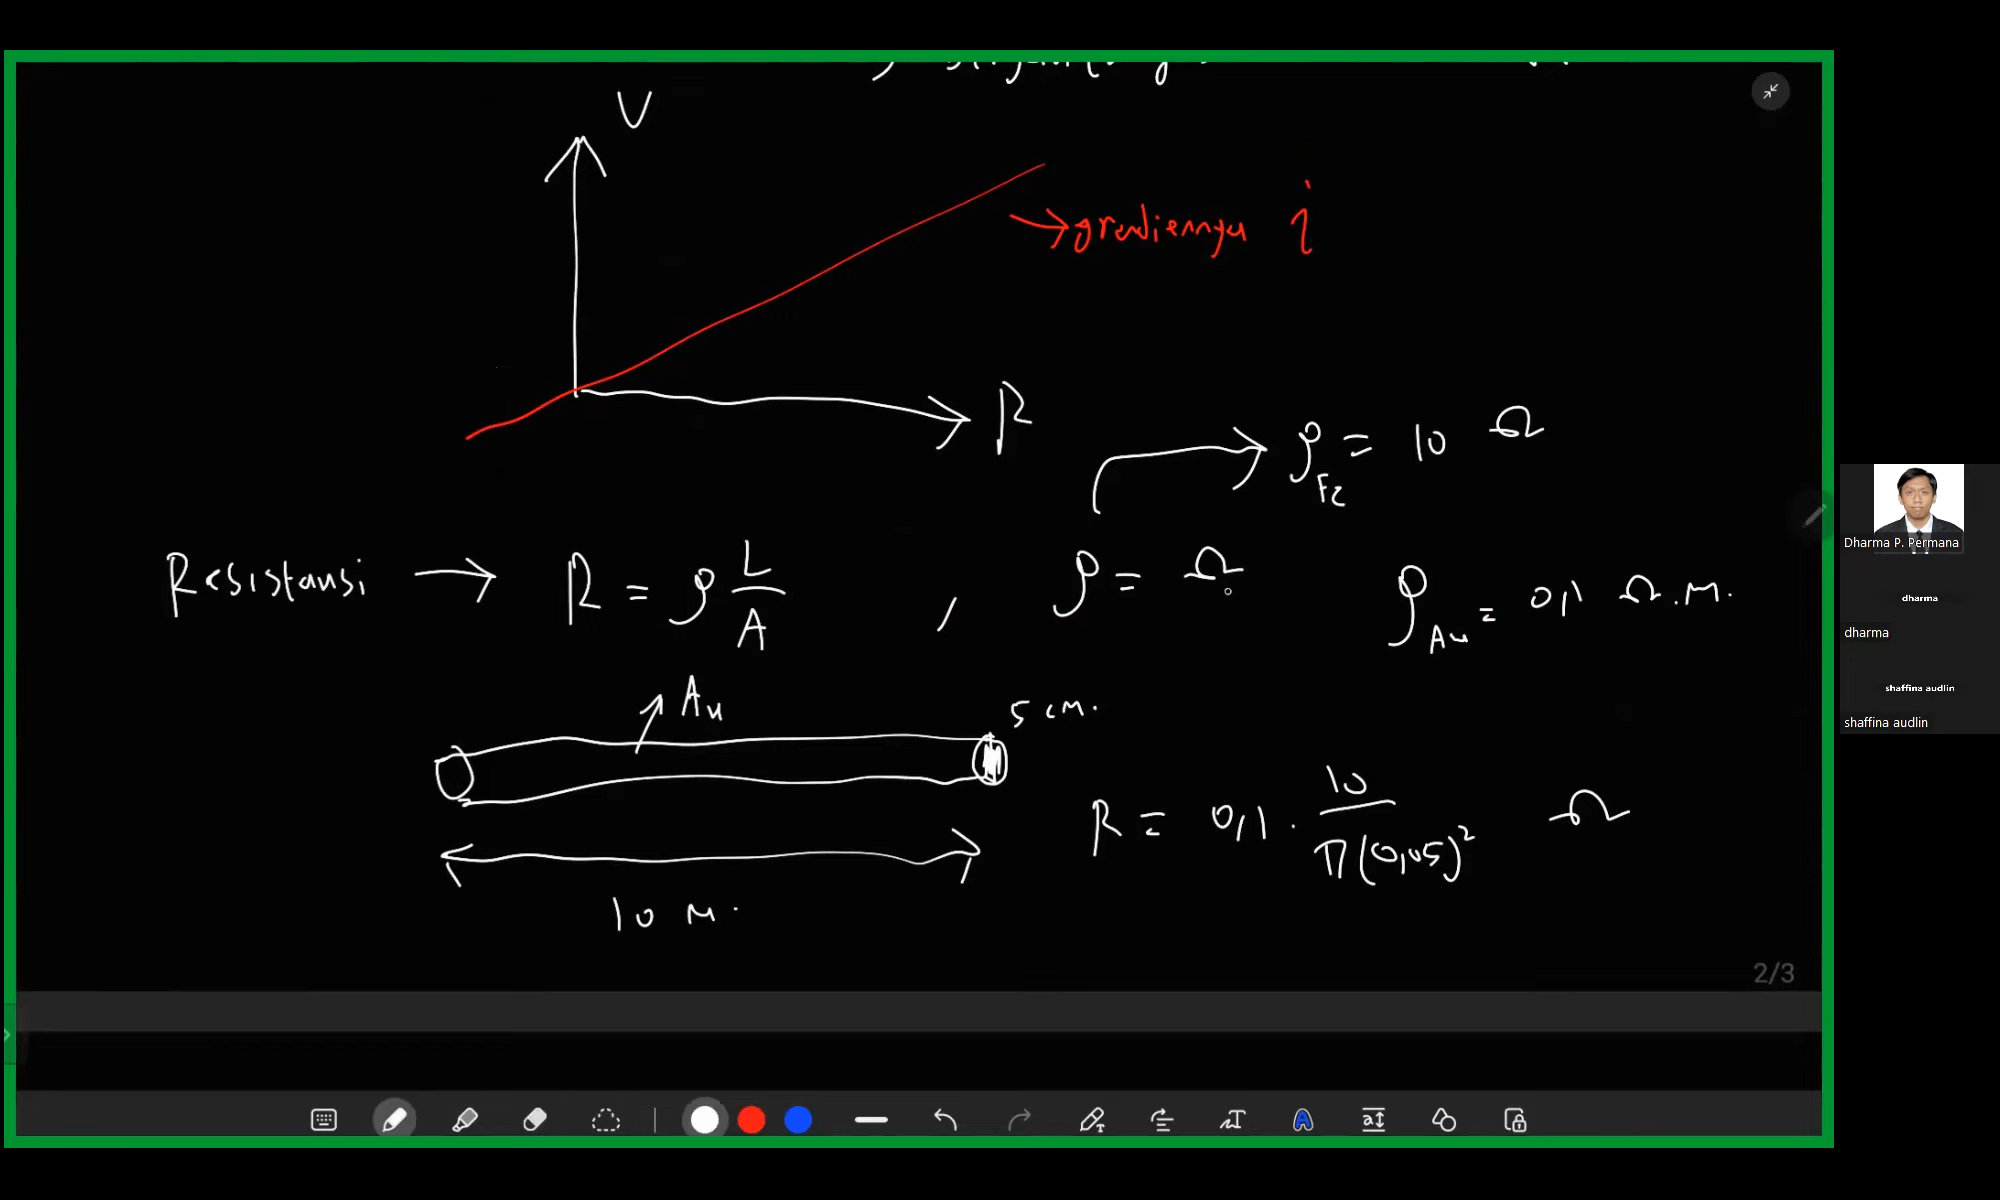 V
→ gradiennya i
R
ρFe = 10 Ω
Resistansi → R = ρ L/A , ρ = Ω
ρAu = 0,1 Ω.m.
Au
5 cm.
R = 0,1 . 10/π(0,05)² Ω
10 m.
2/3
Dharma P. Permana
dharma
dharma
shaffina audlin
shaffina audlin